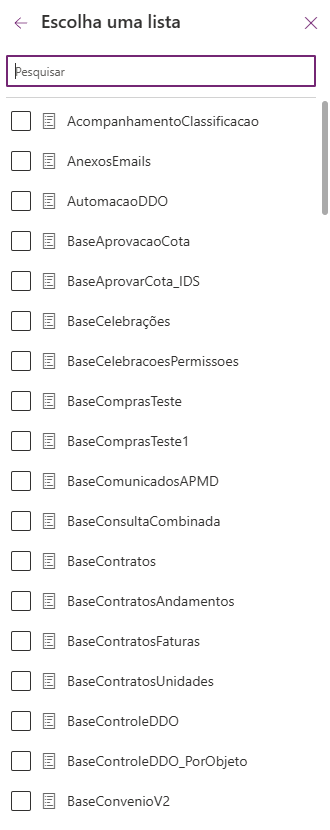 Escolha uma lista
Pesquisar
AcompanhamentoClassificacao
AnexosEmails
AutomacaoDDO
BaseAprovacaoCota
BaseAprovarCota_IDS
BaseCelebrações
BaseCelebracoesPermissoes
BaseComprasTeste
BaseComprasTeste1
BaseComunicadosAPMD
BaseConsultaCombinada
BaseContratos
BaseContratosAndamentos
BaseContratosFaturas
BaseContratosUnidades
BaseControleDDO
BaseControleDDO_PorObjeto
BaseConvenioV2